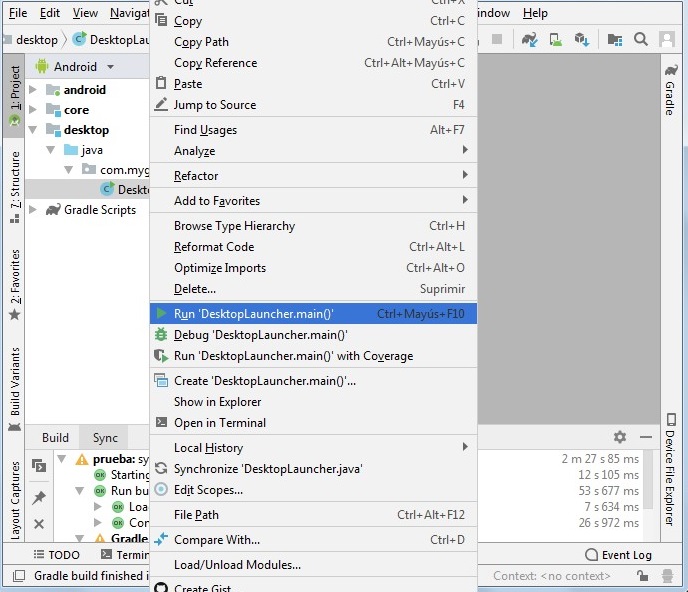 File Edit View Navigat
Window Help
Cut Ctrl+X
desktop DesktopLau
Copy Ctrl+C
Copy Path Ctrl+Mayús+C
Copy Reference Ctrl+Alt+Mayús+C
Paste Ctrl+V
Jump to Source F4
Find Usages Alt+F7
Analyze
Refactor
Add to Favorites
Browse Type Hierarchy Ctrl+H
Reformat Code Ctrl+Alt+L
Optimize Imports Ctrl+Alt+O
Delete... Suprimir
Run 'DesktopLauncher.main()' Ctrl+Mayús+F10
Debug 'DesktopLauncher.main()'
Run 'DesktopLauncher.main()' with Coverage
Create 'DesktopLauncher.main()'...
Show in Explorer
Open in Terminal
Local History
Synchronize 'DesktopLauncher.java'
Edit Scopes...
File Path Ctrl+Alt+F12
Compare With... Ctrl+D
Load/Unload Modules...
Create Gist...
1: Project
7: Structure
2: Favorites
Build Variants
Layout Captures
Android
android
core
desktop
java
com.myg
Deskto
Gradle Scripts
Gradle
Device File Explorer
Build Sync
prueba: sy 2 m 27 s 85 ms
Starting 12 s 105 ms
Run bu 53 s 677 ms
Loa 7 s 634 ms
Con 26 s 972 ms
Gradle
TODO Termin Event Log
Gradle build finished i Context: <no context>